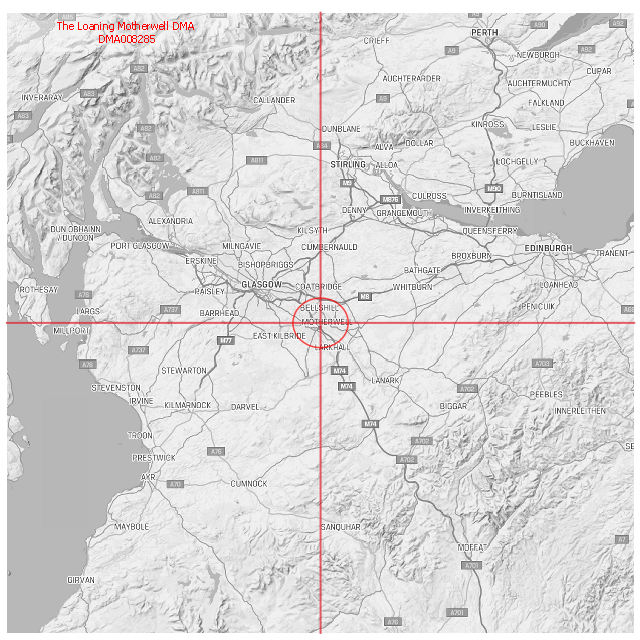 The Loaning Motherwell DMA
DMA008285
PERTH
A90
A92
CRIEFF
A9
NEWBURGH
A92
CUPAR
A82
AUCHTERARDER
AUCHTERMUCHTY
INVERARAY
A83
A83
CALLANDER
A9
FALKLAND
KINROSS
LESLIE
A82
DUNBLANE
DOLLAR
BUCKHAVEN
ALVA
A84
A82
A811
STIRLING
ALLOA
LOCHGELLY
A82
A811
M9
M876
CULROSS
M90
BURNTISLAND
DENNY
GRANGEMOUTH
INVERKEITHING
ALEXANDRIA
DUN OBHAINN
/DUNOON
KILSYTH
QUEENSFERRY
PORT GLASGOW
MILNGAVIE
CUMBERNAULD
EDINBURGH
TRANENT
ERSKINE
BISHOPBRIGGS
BROXBURN
BATHGATE
ROTHESAY
PAISLEY
GLASGOW
COATBRIDGE
WHITBURN
LOANHEAD
A78
M8
LARGS
A737
BARRHEAD
BELLSHILL
PENICUIK
A68
MILLPORT
MOTHERWELL
EAST KILBRIDE
M77
A737
LARKHALL
A78
STEWARTON
M74
A703
STEVENSTON
M74
LANARK
A702
PEEBLES
IRVINE
KILMARNOCK
DARVEL
BIGGAR
INNERLEITHEN
TROON
M74
A76
A702
PRESTWICK
A702
AYR
A70
CUMNOCK
MAYBOLE
SANQUHAR
A7
MOFFAT
A701
GIRVAN
A701
A76